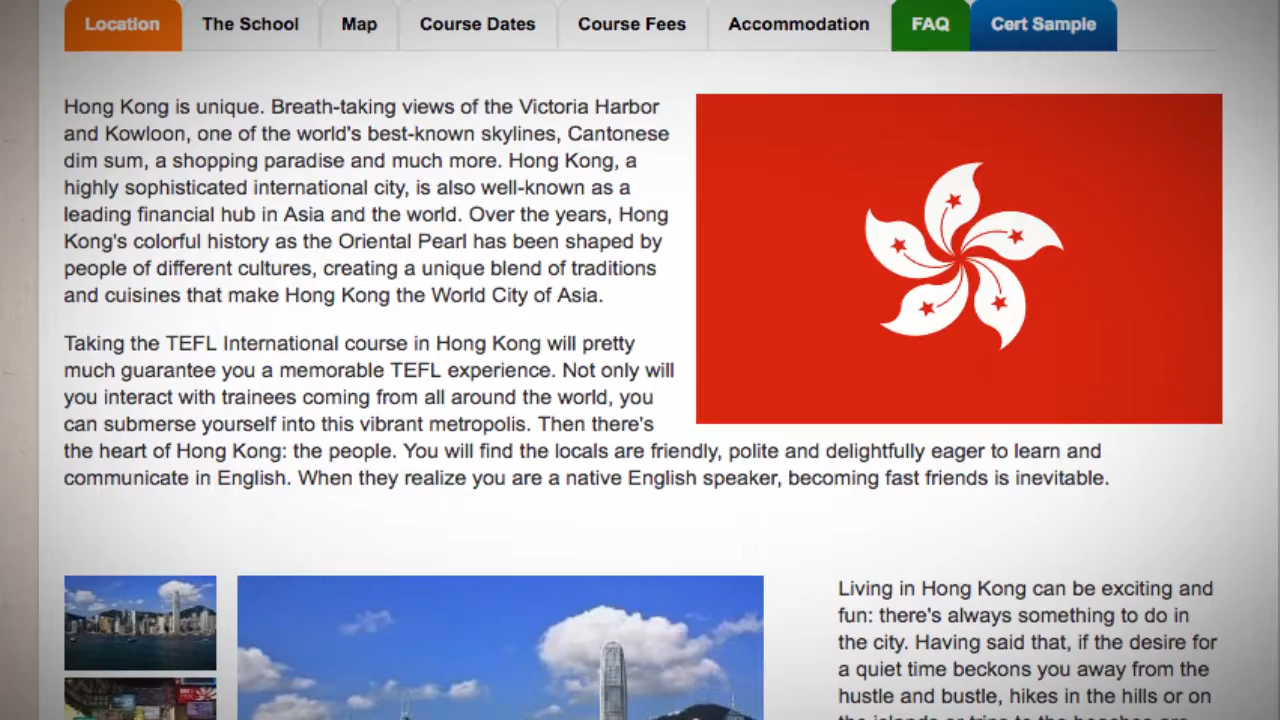 Location
The School
Map
Course Dates
Course Fees
Accommodation
FAQ
Cert Sample
Hong Kong is unique. Breath-taking views of the Victoria Harbor
and Kowloon, one of the world's best-known skylines, Cantonese
dim sum, a shopping paradise and much more. Hong Kong, a
highly sophisticated international city, is also well-known as a
leading financial hub in Asia and the world. Over the years, Hong
Kong's colorful history as the Oriental Pearl has been shaped by
people of different cultures, creating a unique blend of traditions
and cuisines that make Hong Kong the World City of Asia.
Taking the TEFL International course in Hong Kong will pretty
much guarantee you a memorable TEFL experience. Not only will
you interact with trainees coming from all around the world, you
can submerse yourself into this vibrant metropolis. Then there's
the heart of Hong Kong: the people. You will find the locals are friendly, polite and delightfully eager to learn and
communicate in English. When they realize you are a native English speaker, becoming fast friends is inevitable.
Living in Hong Kong can be exciting and
fun: there's always something to do in
the city. Having said that, if the desire for
a quiet time beckons you away from the
hustle and bustle, hikes in the hills or on
the islands or trips to the beaches are